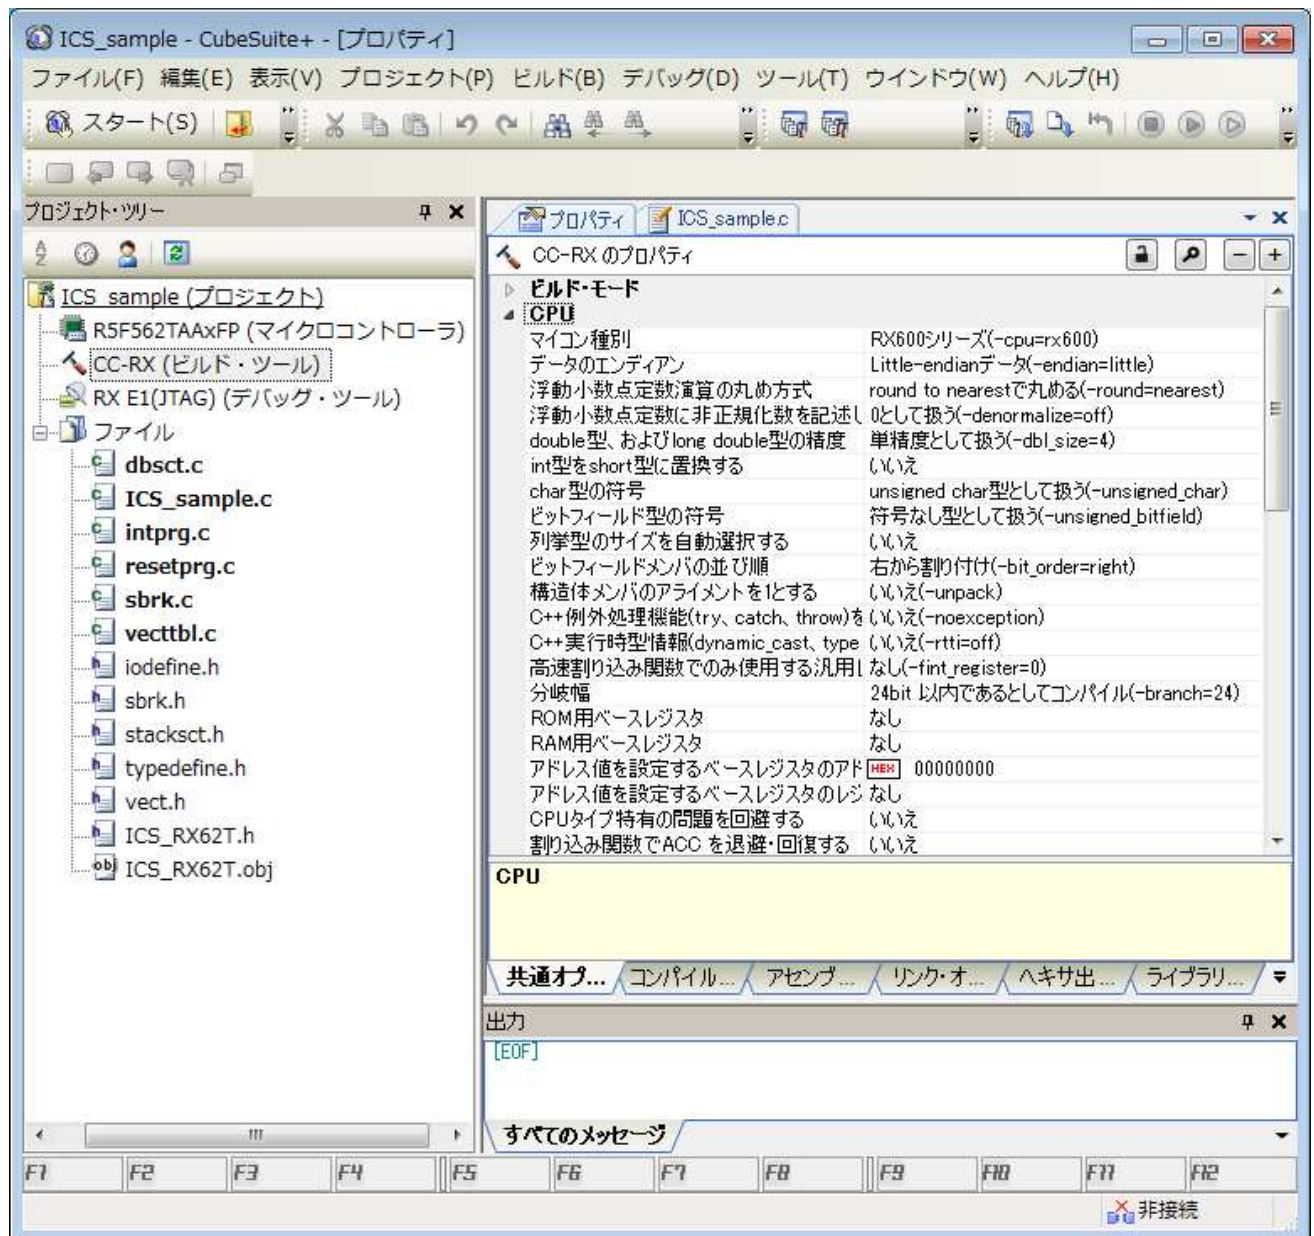 ICS_sample - CubeSuite+ - [プロパティ]
ファイル(F) 編集(E) 表示(V) プロジェクト(P) ビルド(B) デバッグ(D) ツール(T) ウインドウ(W) ヘルプ(H)
スタート(S)
プロジェクト・ツリー
ICS_sample (プロジェクト)
R5F562TAAxFP (マイクロコントローラ)
CC-RX (ビルド・ツール)
RX E1(JTAG) (デバッグ・ツール)
ファイル
dbsct.c
ICS_sample.c
intprg.c
resetprg.c
sbrk.c
vecttbl.c
iodefine.h
sbrk.h
stacksct.h
typedefine.h
vect.h
ICS_RX62T.h
ICS_RX62T.obj
プロパティ ICS_sample.c
CC-RX のプロパティ
ビルド・モード
CPU
マイコン種別 RX600シリーズ(-cpu=rx600)
データのエンディアン Little-endianデータ(-endian=little)
浮動小数点定数演算の丸め方式 round to nearestで丸める(-round=nearest)
浮動小数点定数に非正規化数を記述し 0として扱う(-denormalize=off)
double型、およびlong double型の精度 単精度として扱う(-dbl_size=4)
int型をshort型に置換する いいえ
char型の符号 unsigned char型として扱う(-unsigned_char)
ビットフィールド型の符号 符号なし型として扱う(-unsigned_bitfield)
列挙型のサイズを自動選択する いいえ
ビットフィールドメンバの並び順 右から割り付け(-bit_order=right)
構造体メンバのアライメントを1とする いいえ(-unpack)
C++例外処理機能(try、catch、throw)を いいえ(-noexception)
C++実行時型情報(dynamic_cast、type いいえ(-rtti=off)
高速割り込み関数でのみ使用する汎用 なし(-fint_register=0)
分岐幅 24bit 以内であるとしてコンパイル(-branch=24)
ROM用ベースレジスタ なし
RAM用ベースレジスタ なし
アドレス値を設定するベースレジスタのアド HEX 00000000
アドレス値を設定するベースレジスタのレジ なし
CPUタイプ特有の問題を回避する いいえ
割り込み関数でACC を退避・回復する いいえ
CPU
共通オプ... コンパイル... アセンブ... リンク・オ... ヘキサ出... ライブラリ...
出力
[EOF]
すべてのメッセージ
F1 F2 F3 F4 F5 F6 F7 F8 F9 F10 F11 F12
非接続